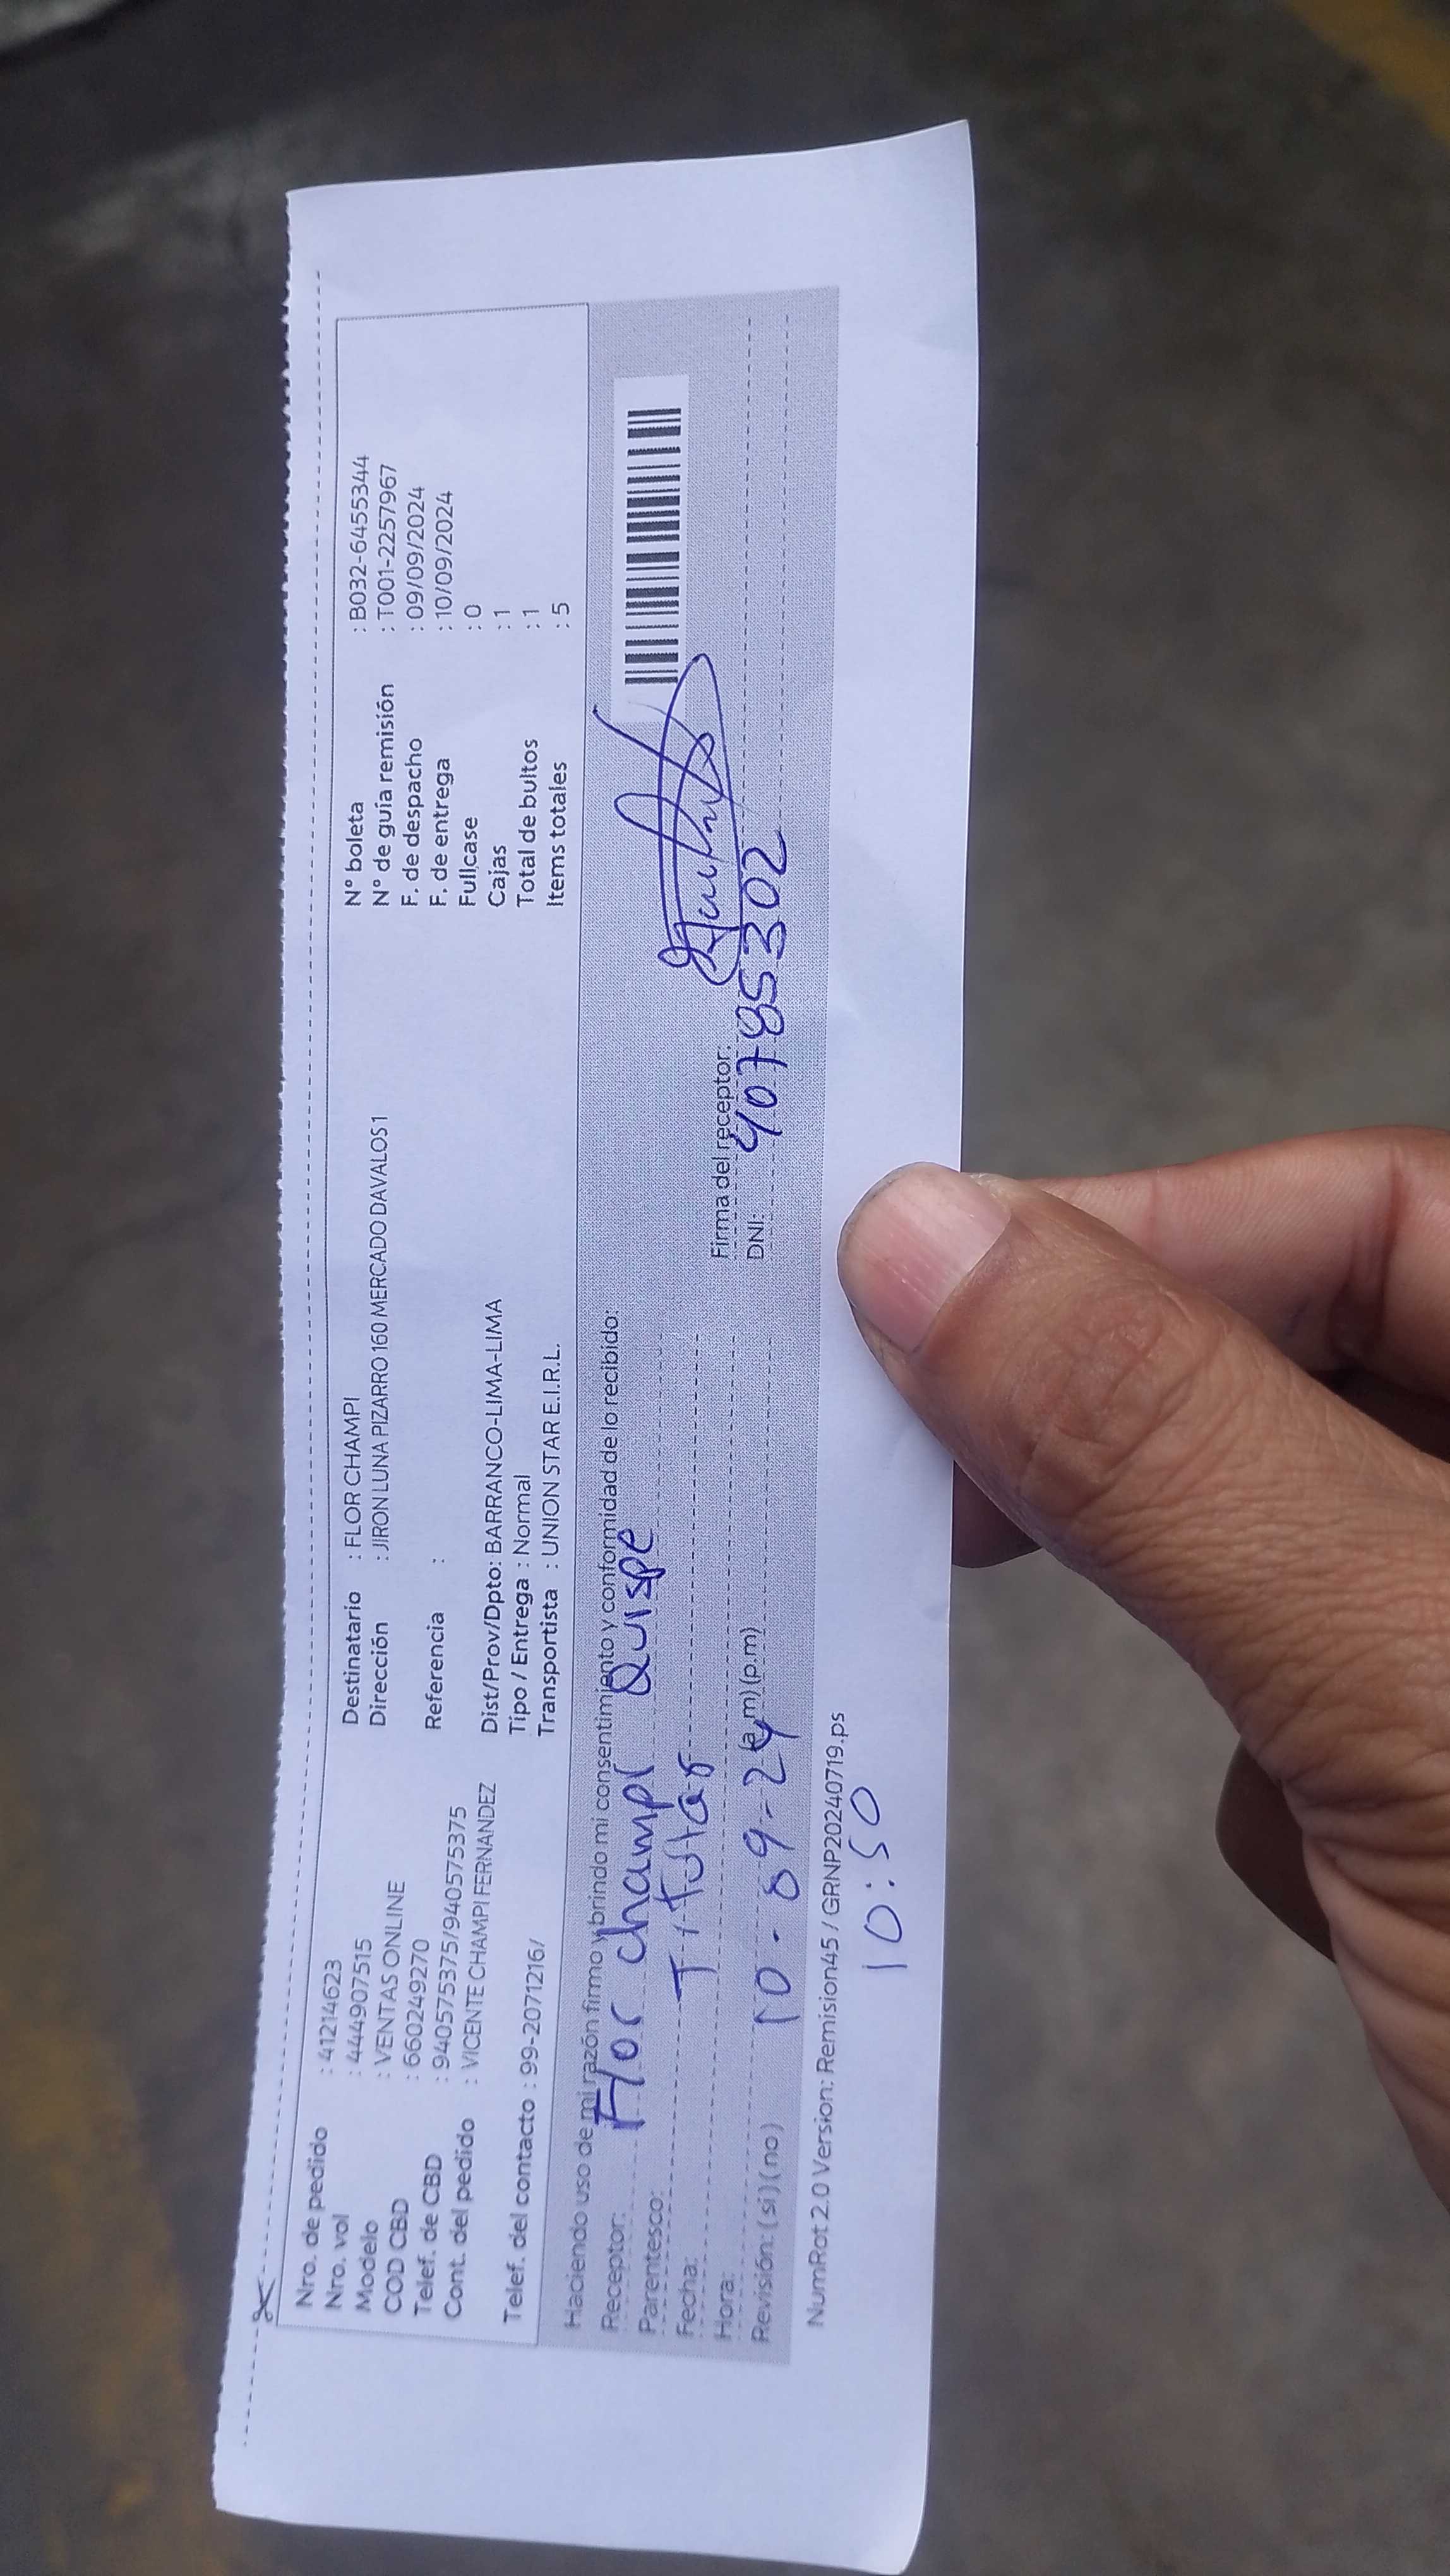 Nro. de pedido : 41214623
Nro. vol : 444907515
Modelo : VENTAS ONLINE
COD CBD : 660249270
Telef. de CBD : 940575375/940575375
Cont. del pedido : VICENTE CHAMPI FERNANDEZ
Telef. del contacto : 99-2071216/
Destinatario : FLOR CHAMPI
Dirección : JIRON LUNA PIZARRO 160 MERCADO DAVALOS 1
Referencia :
Dist/Prov/Dpto: BARRANCO-LIMA-LIMA
Tipo / Entrega : Normal
Transportista : UNION STAR E.I.R.L.
N° boleta : B032-6455344
N° de guía remisión : T001-2257967
F. de despacho : 09/09/2024
F. de entrega : 10/09/2024
Fullcase : 0
Cajas : 1
Total de bultos : 1
Items totales : 5
Haciendo uso de mi razón firmo y brindo mi consentimiento y conformidad de lo recibido:
Receptor: Flor champi Quispe
Parentesco: Titular
Fecha: 10-09-24
Hora: (a.m) (p.m)
Revisión: (si) (no)
Firma del receptor:
DNI: 40785302
NumRot 2.0 Version: Remision45 / GRNP20240719.ps
10:50